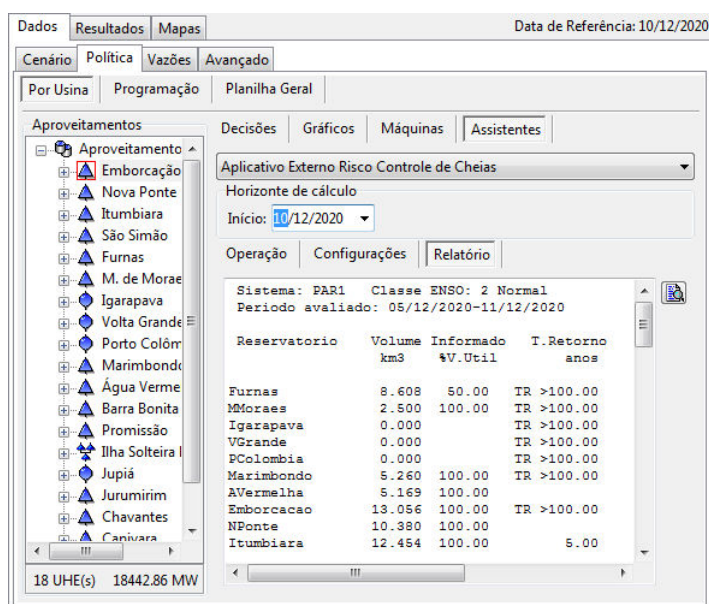 Dados Resultados Mapas Data de Referência: 10/12/2020
Cenário Política Vazões Avançado
Por Usina Programação Planilha Geral
Aproveitamentos
Aproveitamento
Emborcação
Nova Ponte
Itumbiara
São Simão
Furnas
M. de Morae
Igarapava
Volta Grande
Porto Colôm
Marimbondo
Água Verme
Barra Bonita
Promissão
Ilha Solteira I
Jupiá
Jurumirim
Chavantes
Canivara
18 UHE(s) 18442.86 MW
Decisões Gráficos Máquinas Assistentes
Aplicativo Externo Risco Controle de Cheias
Horizonte de cálculo
Início: 10/12/2020
Operação Configurações Relatório
Sistema: PAR1 Classe ENSO: 2 Normal
Periodo avaliado: 05/12/2020-11/12/2020
Reservatorio Volume Informado T.Retorno
km3 %V.Util anos
Furnas 8.608 50.00 TR >100.00
MMoraes 2.500 100.00 TR >100.00
Igarapava 0.000 TR >100.00
VGrande 0.000 TR >100.00
PColombia 0.000 TR >100.00
Marimbondo 5.260 100.00 TR >100.00
AVermelha 5.169 100.00
Emborcacao 13.056 100.00 TR >100.00
NPonte 10.380 100.00
Itumbiara 12.454 100.00 5.00